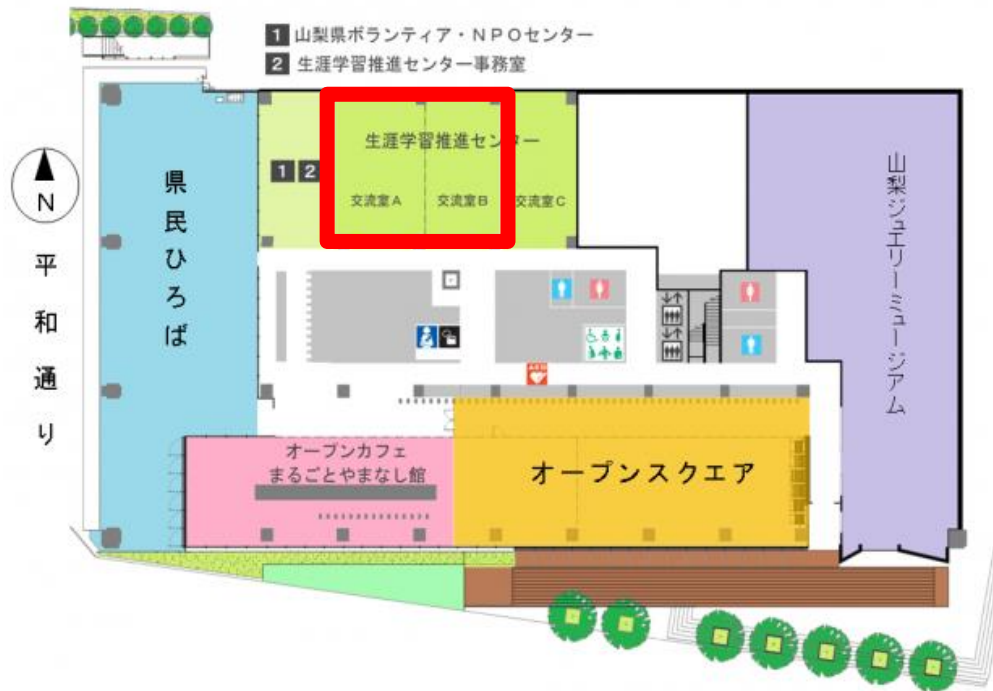 1 山梨県ボランティア・NPOセンター
2 生涯学習推進センター事務室
生涯学習推進センター
1 2
交流室A
交流室B
交流室C
N
平和通り
県民ひろば
山梨ジュエリーミュージアム
AED
オープンカフェ
まるごとやまなし館
オープンスクエア